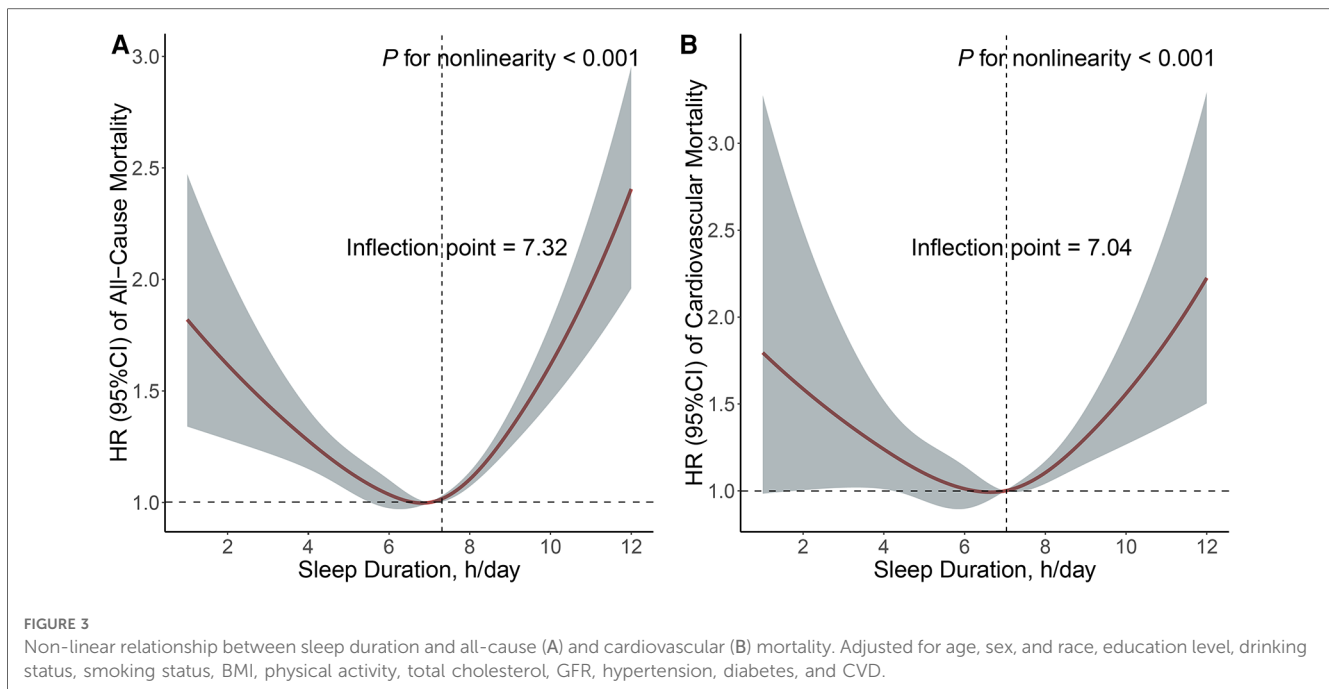 A
P for nonlinearity < 0.001
Inflection point = 7.32
HR (95%CI) of All−Cause Mortality
3.0
2.5
2.0
1.5
1.0
2 4 6 8 10 12
Sleep Duration, h/day
B
P for nonlinearity < 0.001
Inflection point = 7.04
HR (95%CI) of Cardiovascular Mortality
3.0
2.5
2.0
1.5
1.0
2 4 6 8 10 12
Sleep Duration, h/day
FIGURE 3
Non-linear relationship between sleep duration and all-cause (A) and cardiovascular (B) mortality. Adjusted for age, sex, and race, education level, drinking
status, smoking status, BMI, physical activity, total cholesterol, GFR, hypertension, diabetes, and CVD.